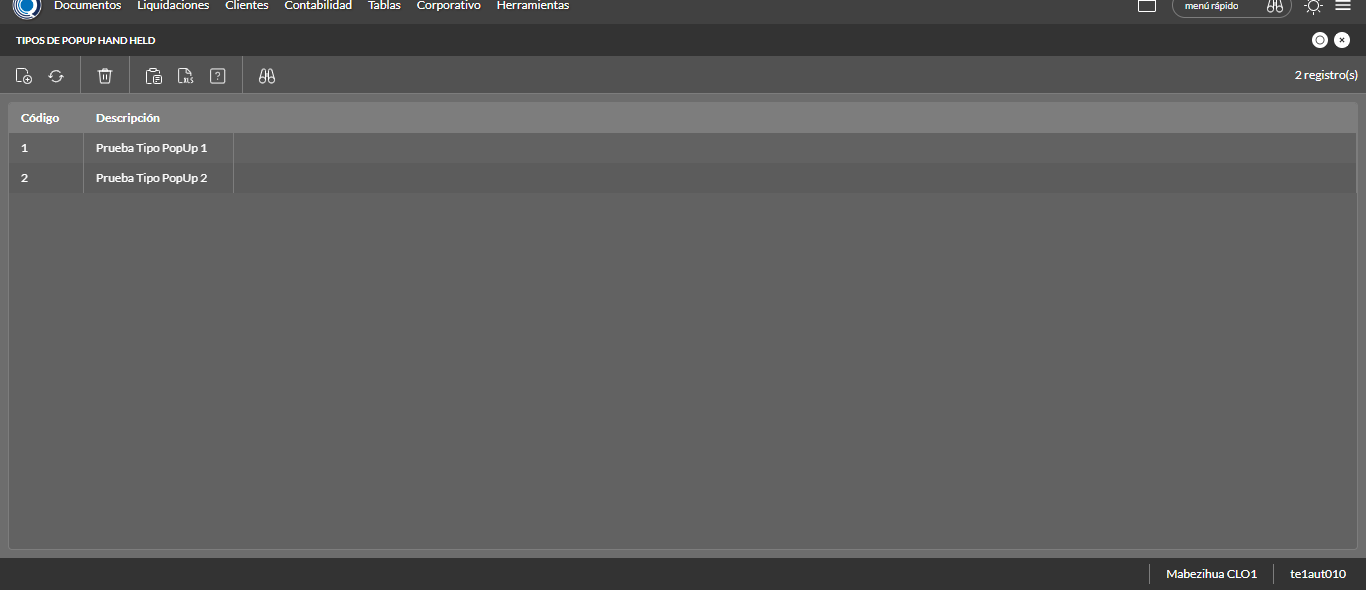 Documentos Liquidaciones Clientes Contabilidad Tablas Corporativo Herramientas menú rápido
TIPOS DE POPUP HAND HELD
XLS ? 2 registro(s)
Código Descripción
1 Prueba Tipo PopUp 1
2 Prueba Tipo PopUp 2
Mabezihua CLO1 te1aut010